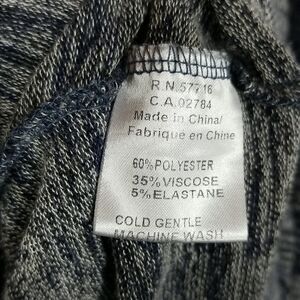 R.N.57716
C.A.02784
Made in China/
Fabrique en Chine
60%POLYESTER
35%VISCOSE
5%ELASTANE
COLD GENTLE
MACHINE WASH